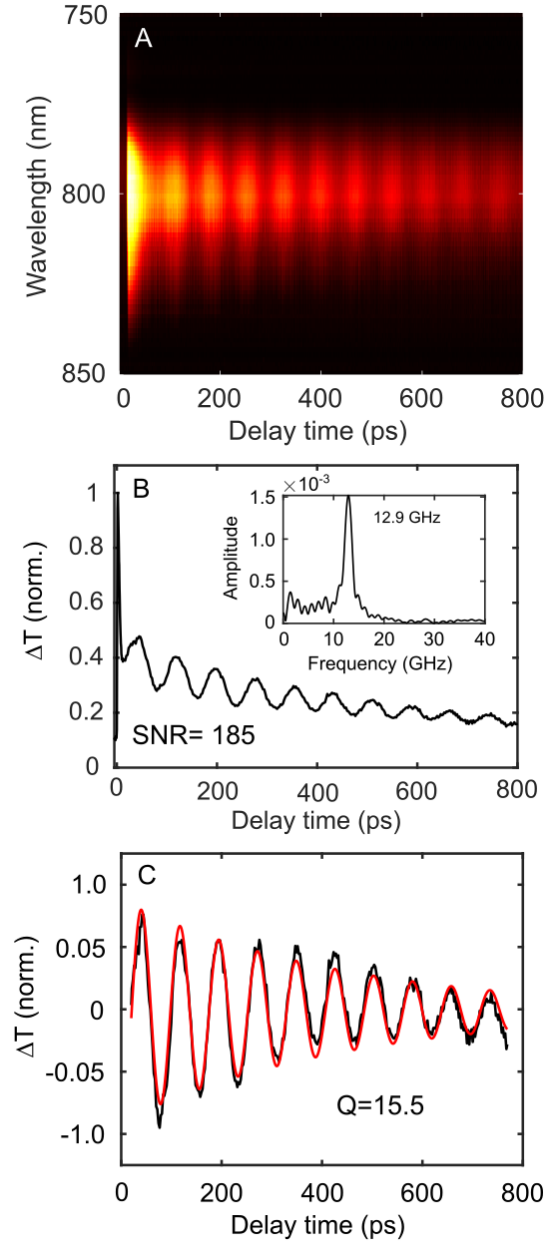 A
750
800
850
Wavelength (nm)
0 200 400 600 800
Delay time (ps)
B
1
0.8
0.6
0.4
0.2
0
ΔT (norm.)
SNR= 185
×10-3
12.9 GHz
1.5
1.0
0.5
0
Amplitude
0 10 20 30 40
Frequency (GHz)
0 200 400 600 800
Delay time (ps)
C
1.0
0.05
0
-0.05
-1.0
ΔT (norm.)
Q=15.5
0 200 400 600 800
Delay time (ps)